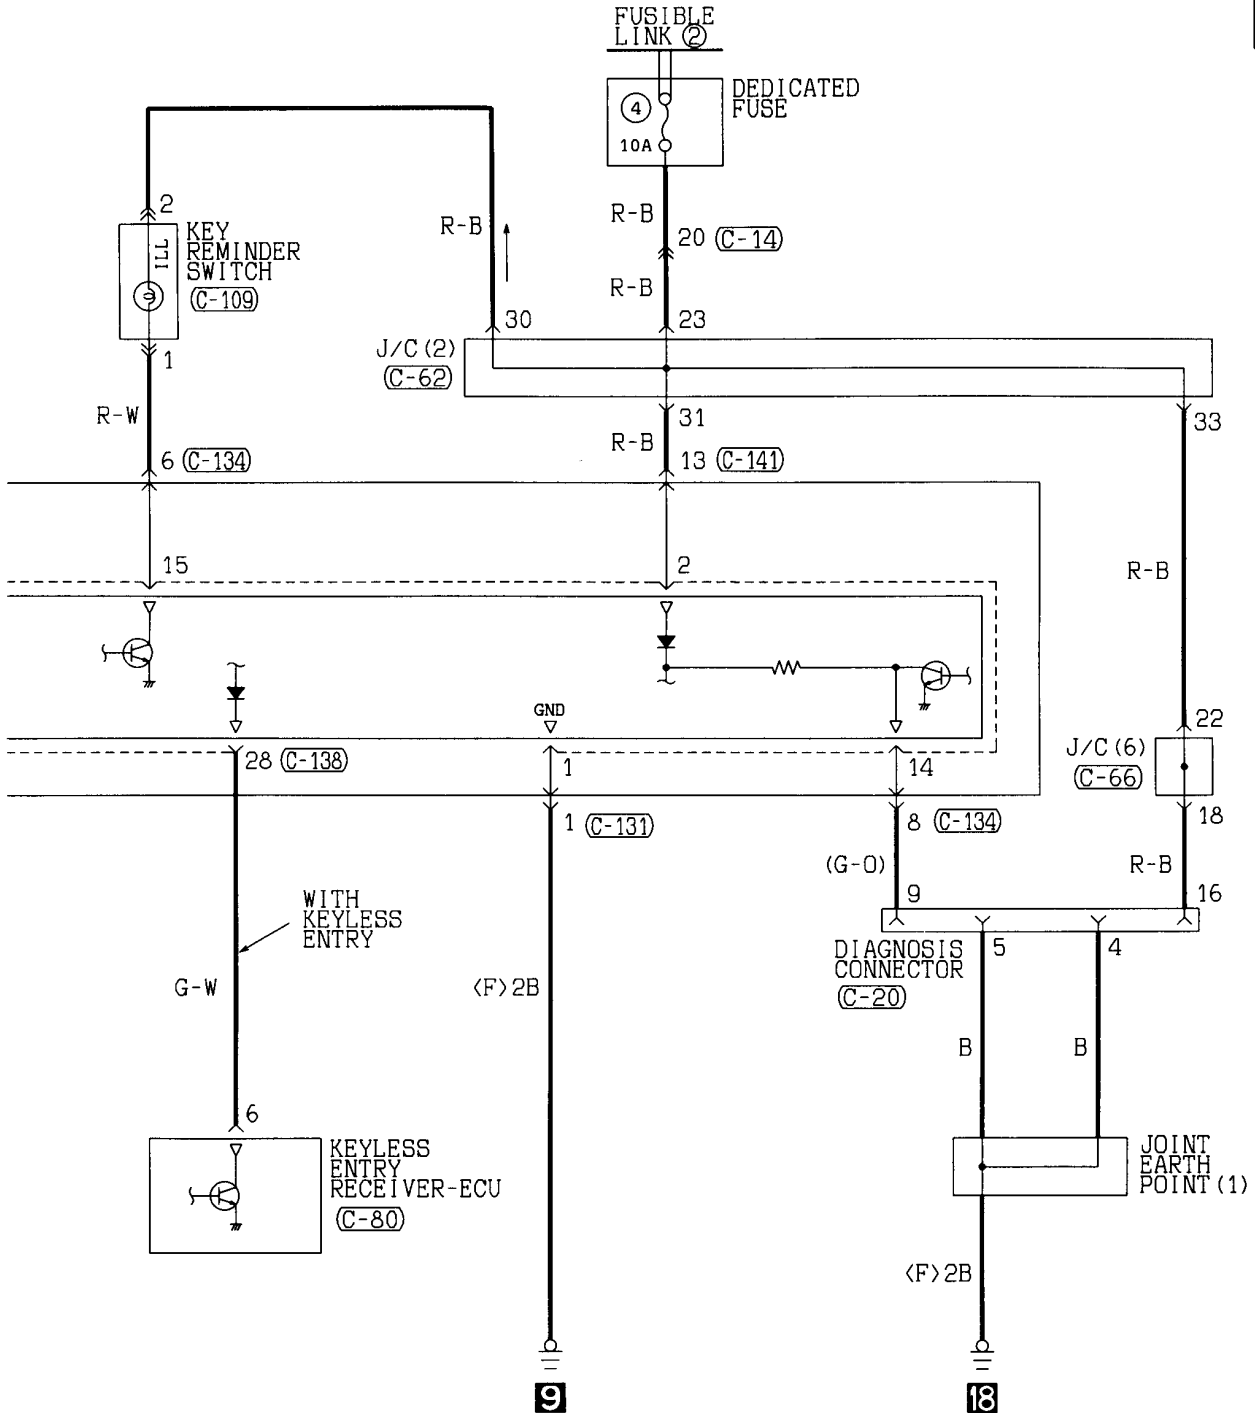 FUSIBLE
LINK ②
DEDICATED
FUSE
4
10A
R-B
20 (C-14)
R-B
2
KEY
REMINDER
SWITCH
(C-109)
ILL
1
R-W
6 (C-134)
R-B
30
23
J/C(2)
(C-62)
31
33
R-B
13 (C-141)
15
2
R-B
GND
28 (C-138)
1
14
22
J/C(6)
(C-66)
1 (C-131)
8 (C-134)
18
(G-O)
R-B
9
16
WITH
KEYLESS
ENTRY
DIAGNOSIS
CONNECTOR
(C-20)
5
4
G-W
<F>2B
B
B
6
KEYLESS
ENTRY
RECEIVER-ECU
(C-80)
JOINT
EARTH
POINT(1)
<F>2B
9
18